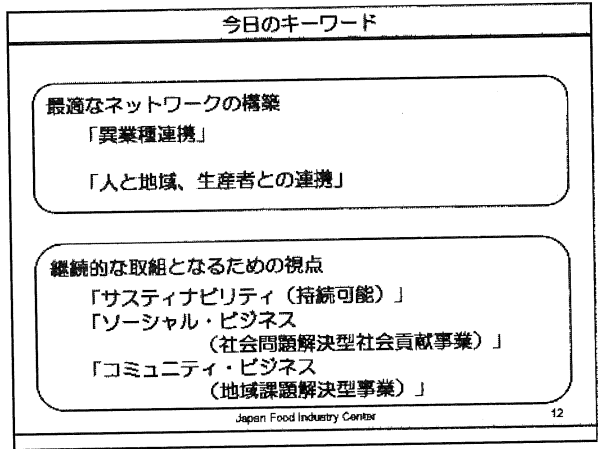 今日のキーワード
最適なネットワークの構築
「異業種連携」
「人と地域、生産者との連携」
継続的な取組となるための視点
「サスティナビリティ（持続可能）」
「ソーシャル・ビジネス
（社会問題解決型社会貢献事業）」
「コミュニティ・ビジネス
（地域課題解決型事業）」
Japan Food Industry Center
12